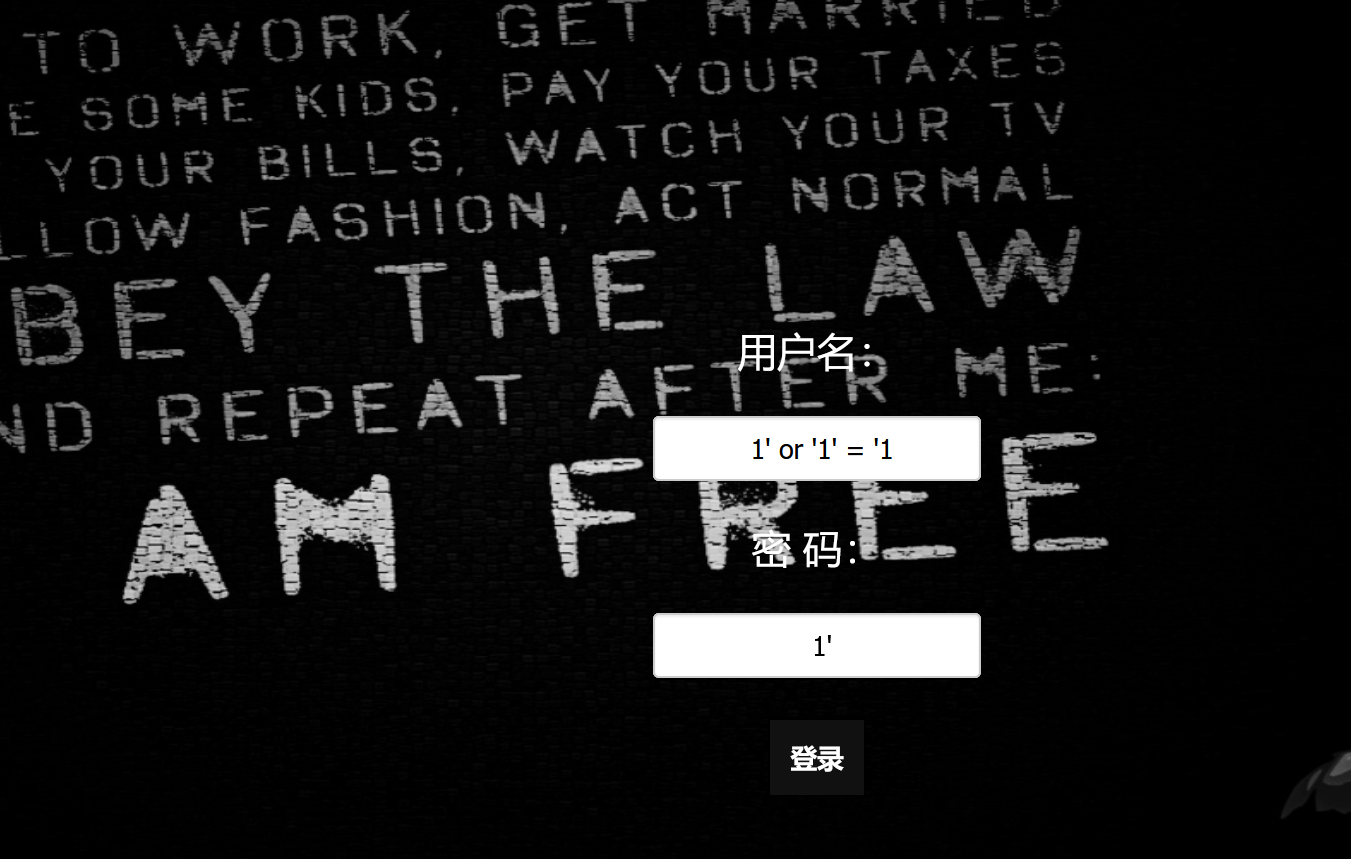 TO WORK, GET MARRIED
E SOME KIDS, PAY YOUR TAXES
YOUR BILLS, WATCH YOUR TV
LLOW FASHION, ACT NORMAL
BEY THE LAW
用户名：
ND REPEAT AFTER ME:
1' or '1' = '1
AM FREE
密 码：
1'
登录